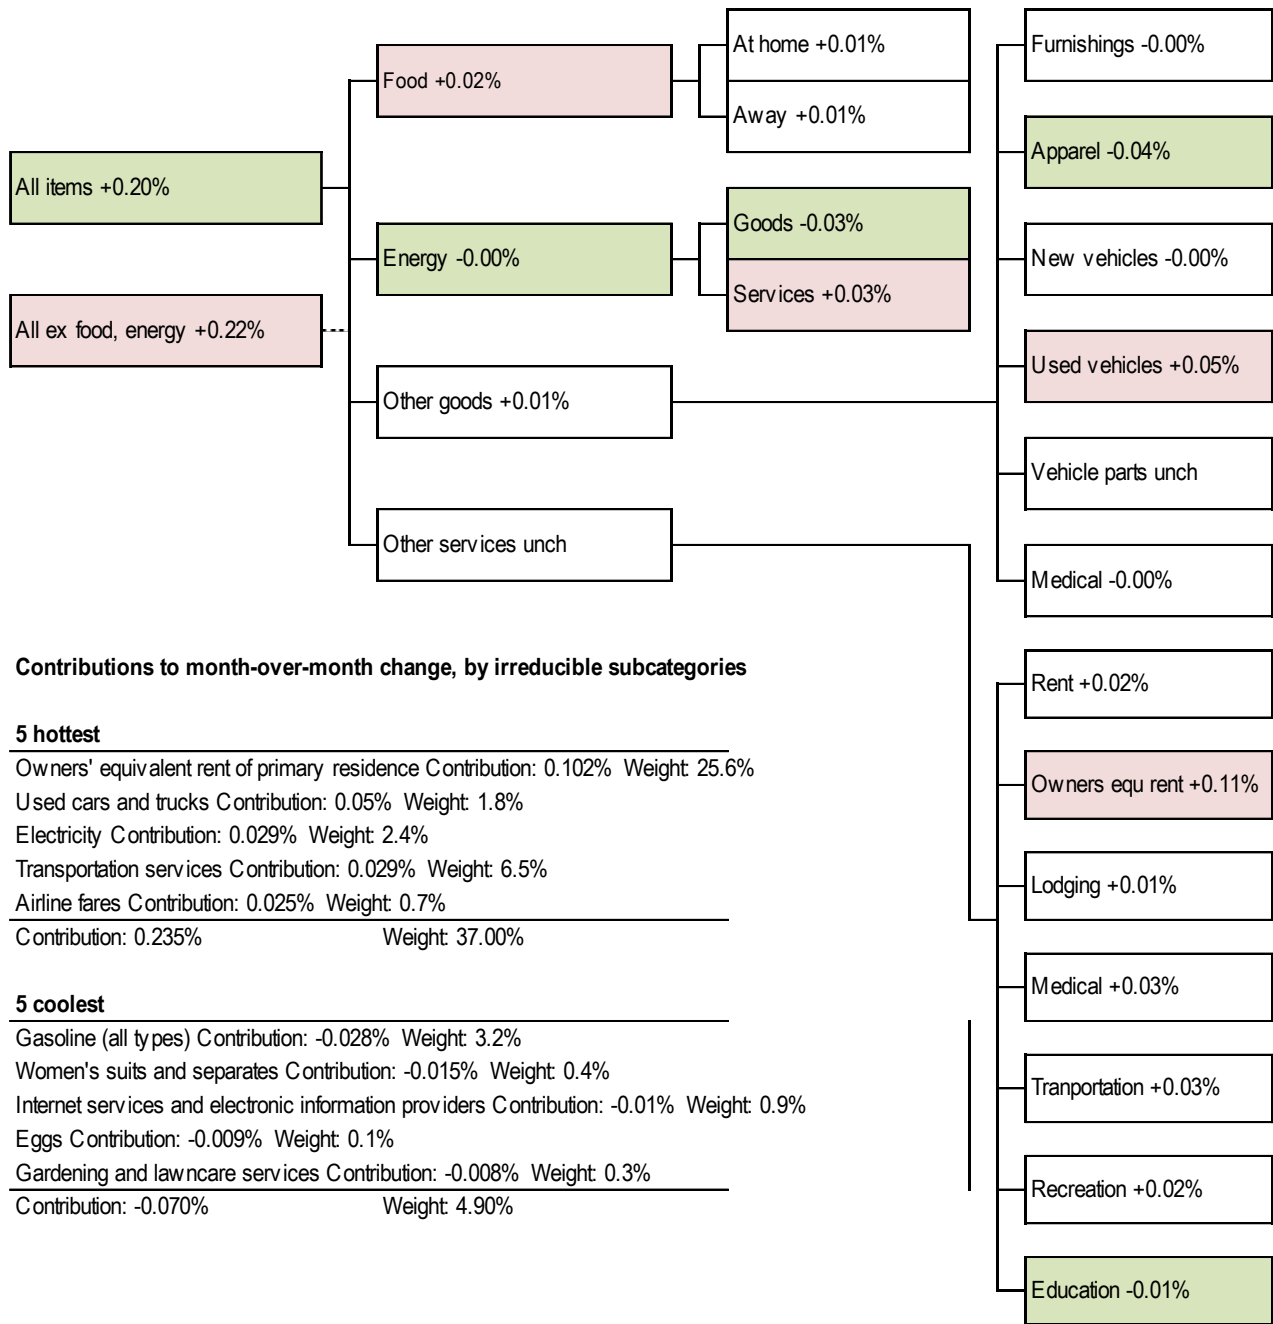 All items +0.20%
All ex food, energy +0.22%
Food +0.02%
Energy -0.00%
Other goods +0.01%
Other services unch
At home +0.01%
Away +0.01%
Goods -0.03%
Services +0.03%
Furnishings -0.00%
Apparel -0.04%
New vehicles -0.00%
Used vehicles +0.05%
Vehicle parts unch
Medical -0.00%
Rent +0.02%
Owners equ rent +0.11%
Lodging +0.01%
Medical +0.03%
Tranportation +0.03%
Recreation +0.02%
Education -0.01%
Contributions to month-over-month change, by irreducible subcategories
5 hottest
Owners' equivalent rent of primary residence Contribution: 0.102% Weight: 25.6%
Used cars and trucks Contribution: 0.05% Weight: 1.8%
Electricity Contribution: 0.029% Weight: 2.4%
Transportation services Contribution: 0.029% Weight: 6.5%
Airline fares Contribution: 0.025% Weight: 0.7%
Contribution: 0.235% Weight: 37.00%
5 coolest
Gasoline (all types) Contribution: -0.028% Weight: 3.2%
Women's suits and separates Contribution: -0.015% Weight: 0.4%
Internet services and electronic information providers Contribution: -0.01% Weight: 0.9%
Eggs Contribution: -0.009% Weight: 0.1%
Gardening and lawncare services Contribution: -0.008% Weight: 0.3%
Contribution: -0.070% Weight: 4.90%